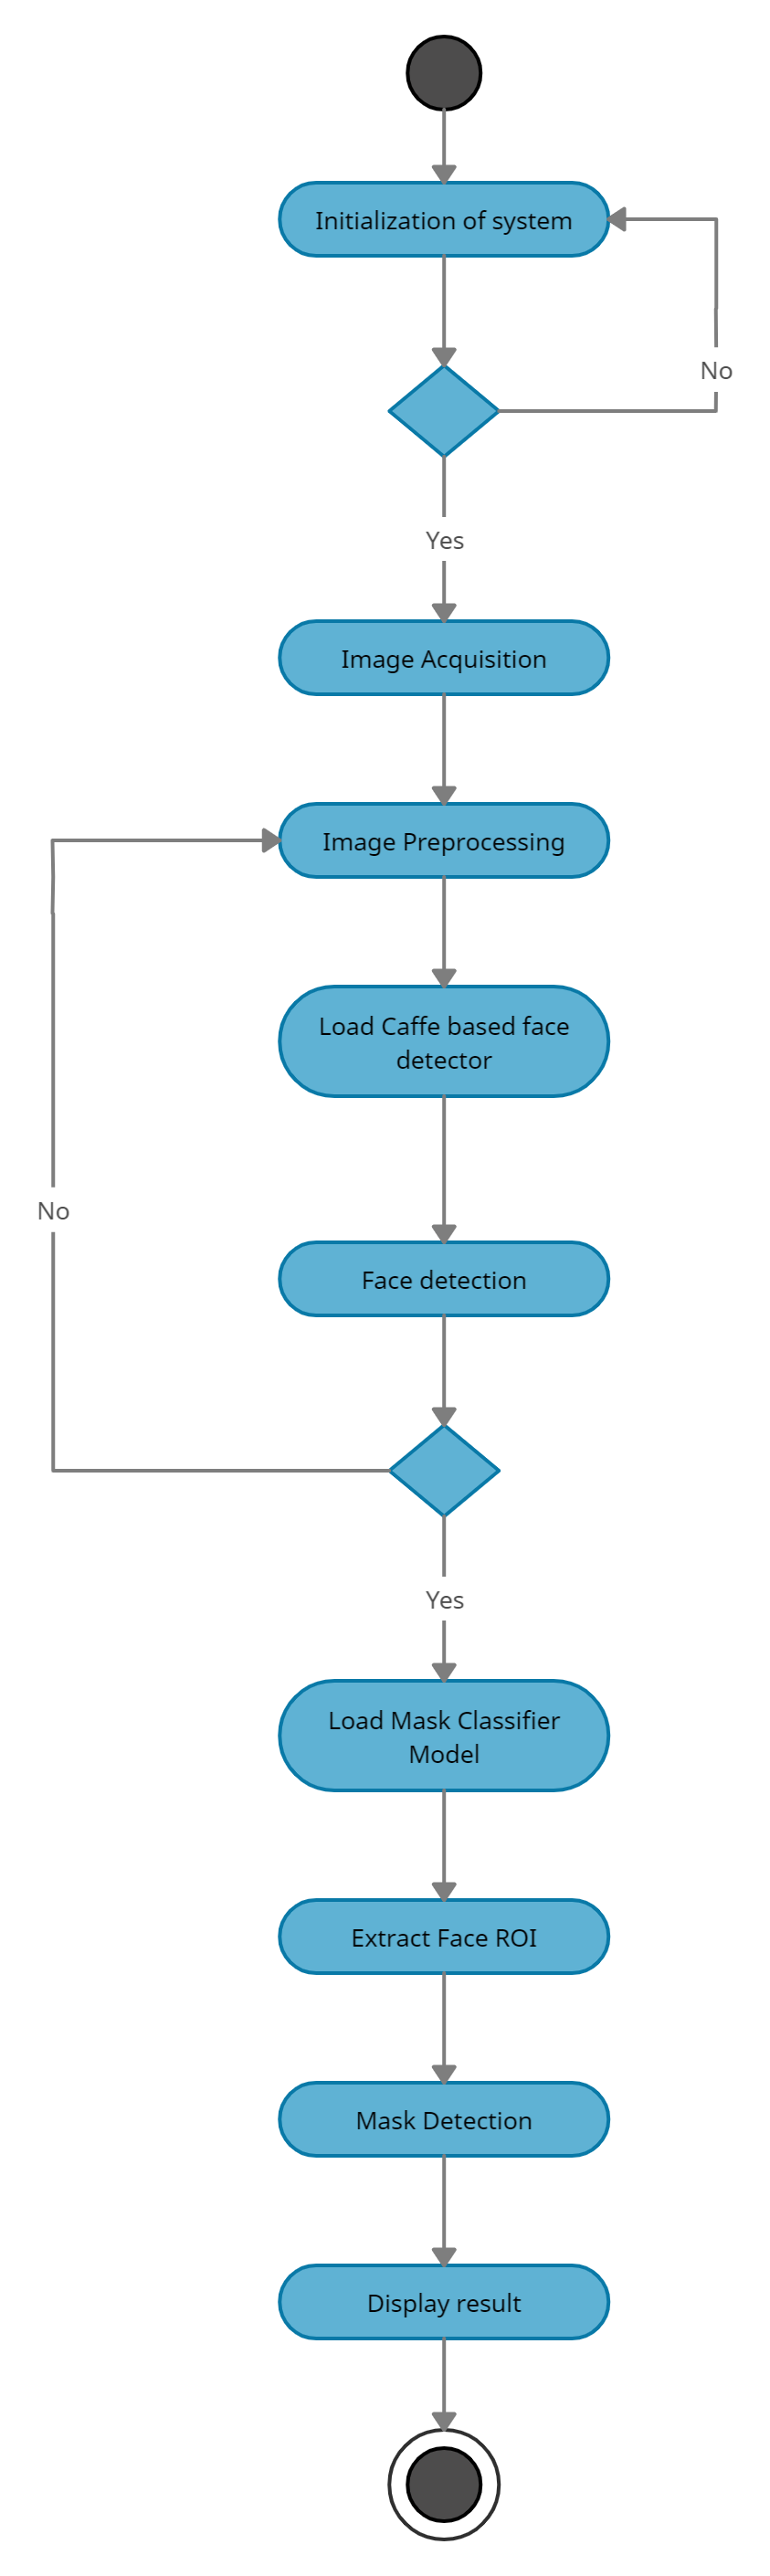 Initialization of system
No
Yes
Image Acquisition
Image Preprocessing
Load Caffe based face
detector
No
Face detection
Yes
Load Mask Classifier
Model
Extract Face ROI
Mask Detection
Display result